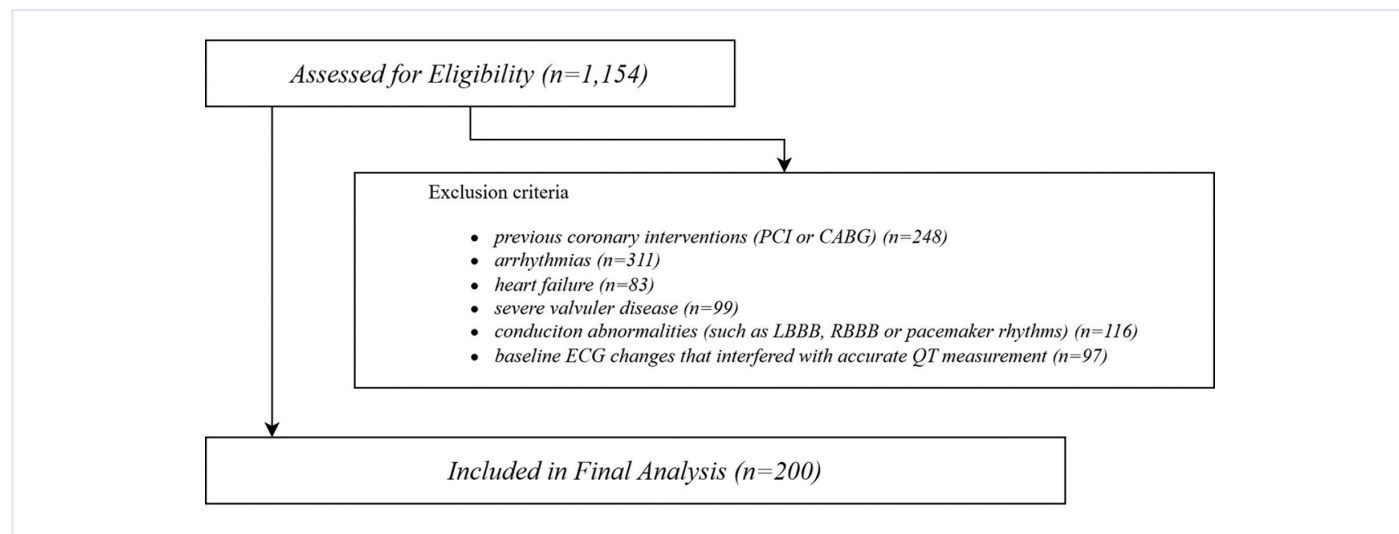 Assessed for Eligibility (n=1,154)
Exclusion criteria
• previous coronary interventions (PCI or CABG) (n=248)
• arrhythmias (n=311)
• heart failure (n=83)
• severe valvuler disease (n=99)
• conduciton abnormalities (such as LBBB, RBBB or pacemaker rhythms) (n=116)
• baseline ECG changes that interfered with accurate QT measurement (n=97)
Included in Final Analysis (n=200)